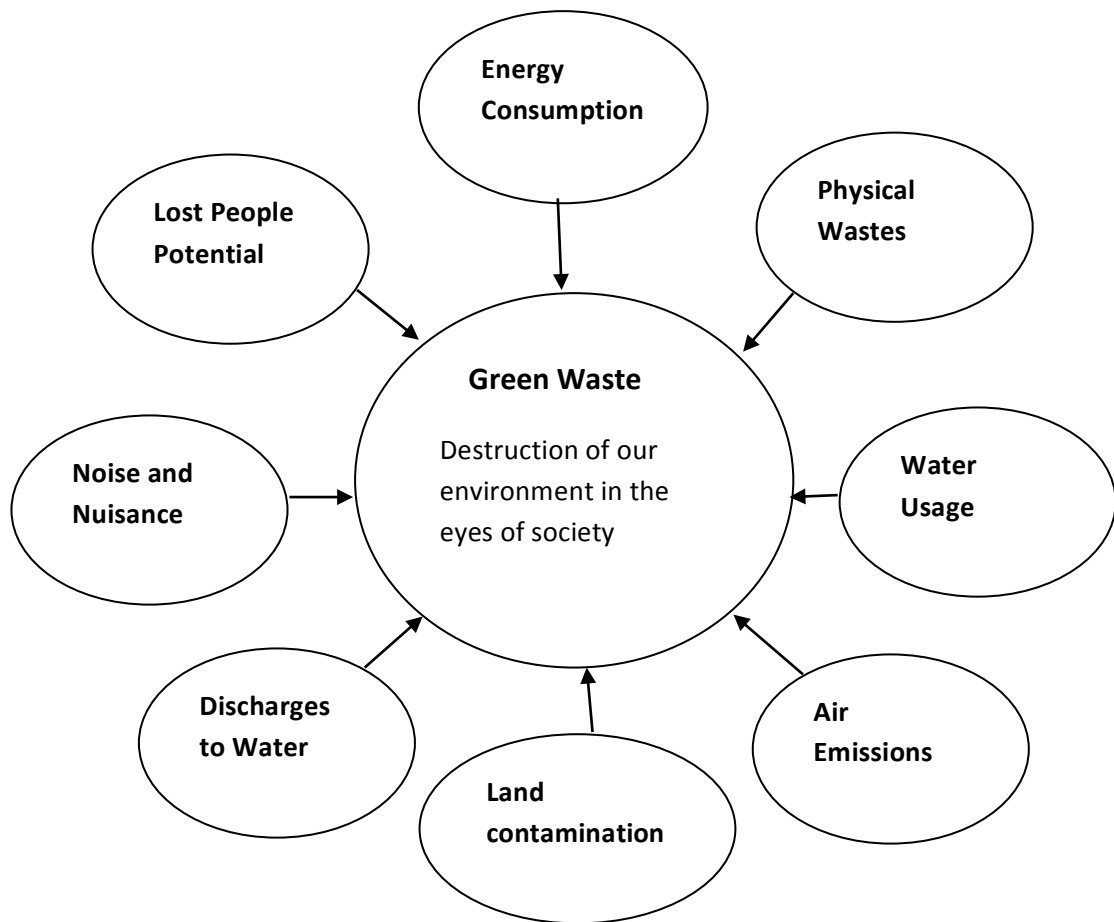 Energy
Consumption
Physical
Wastes
Lost People
Potential
Green Waste
Destruction of our
environment in the
eyes of society
Noise and
Nuisance
Water
Usage
Discharges
to Water
Air
Emissions
Land
contamination